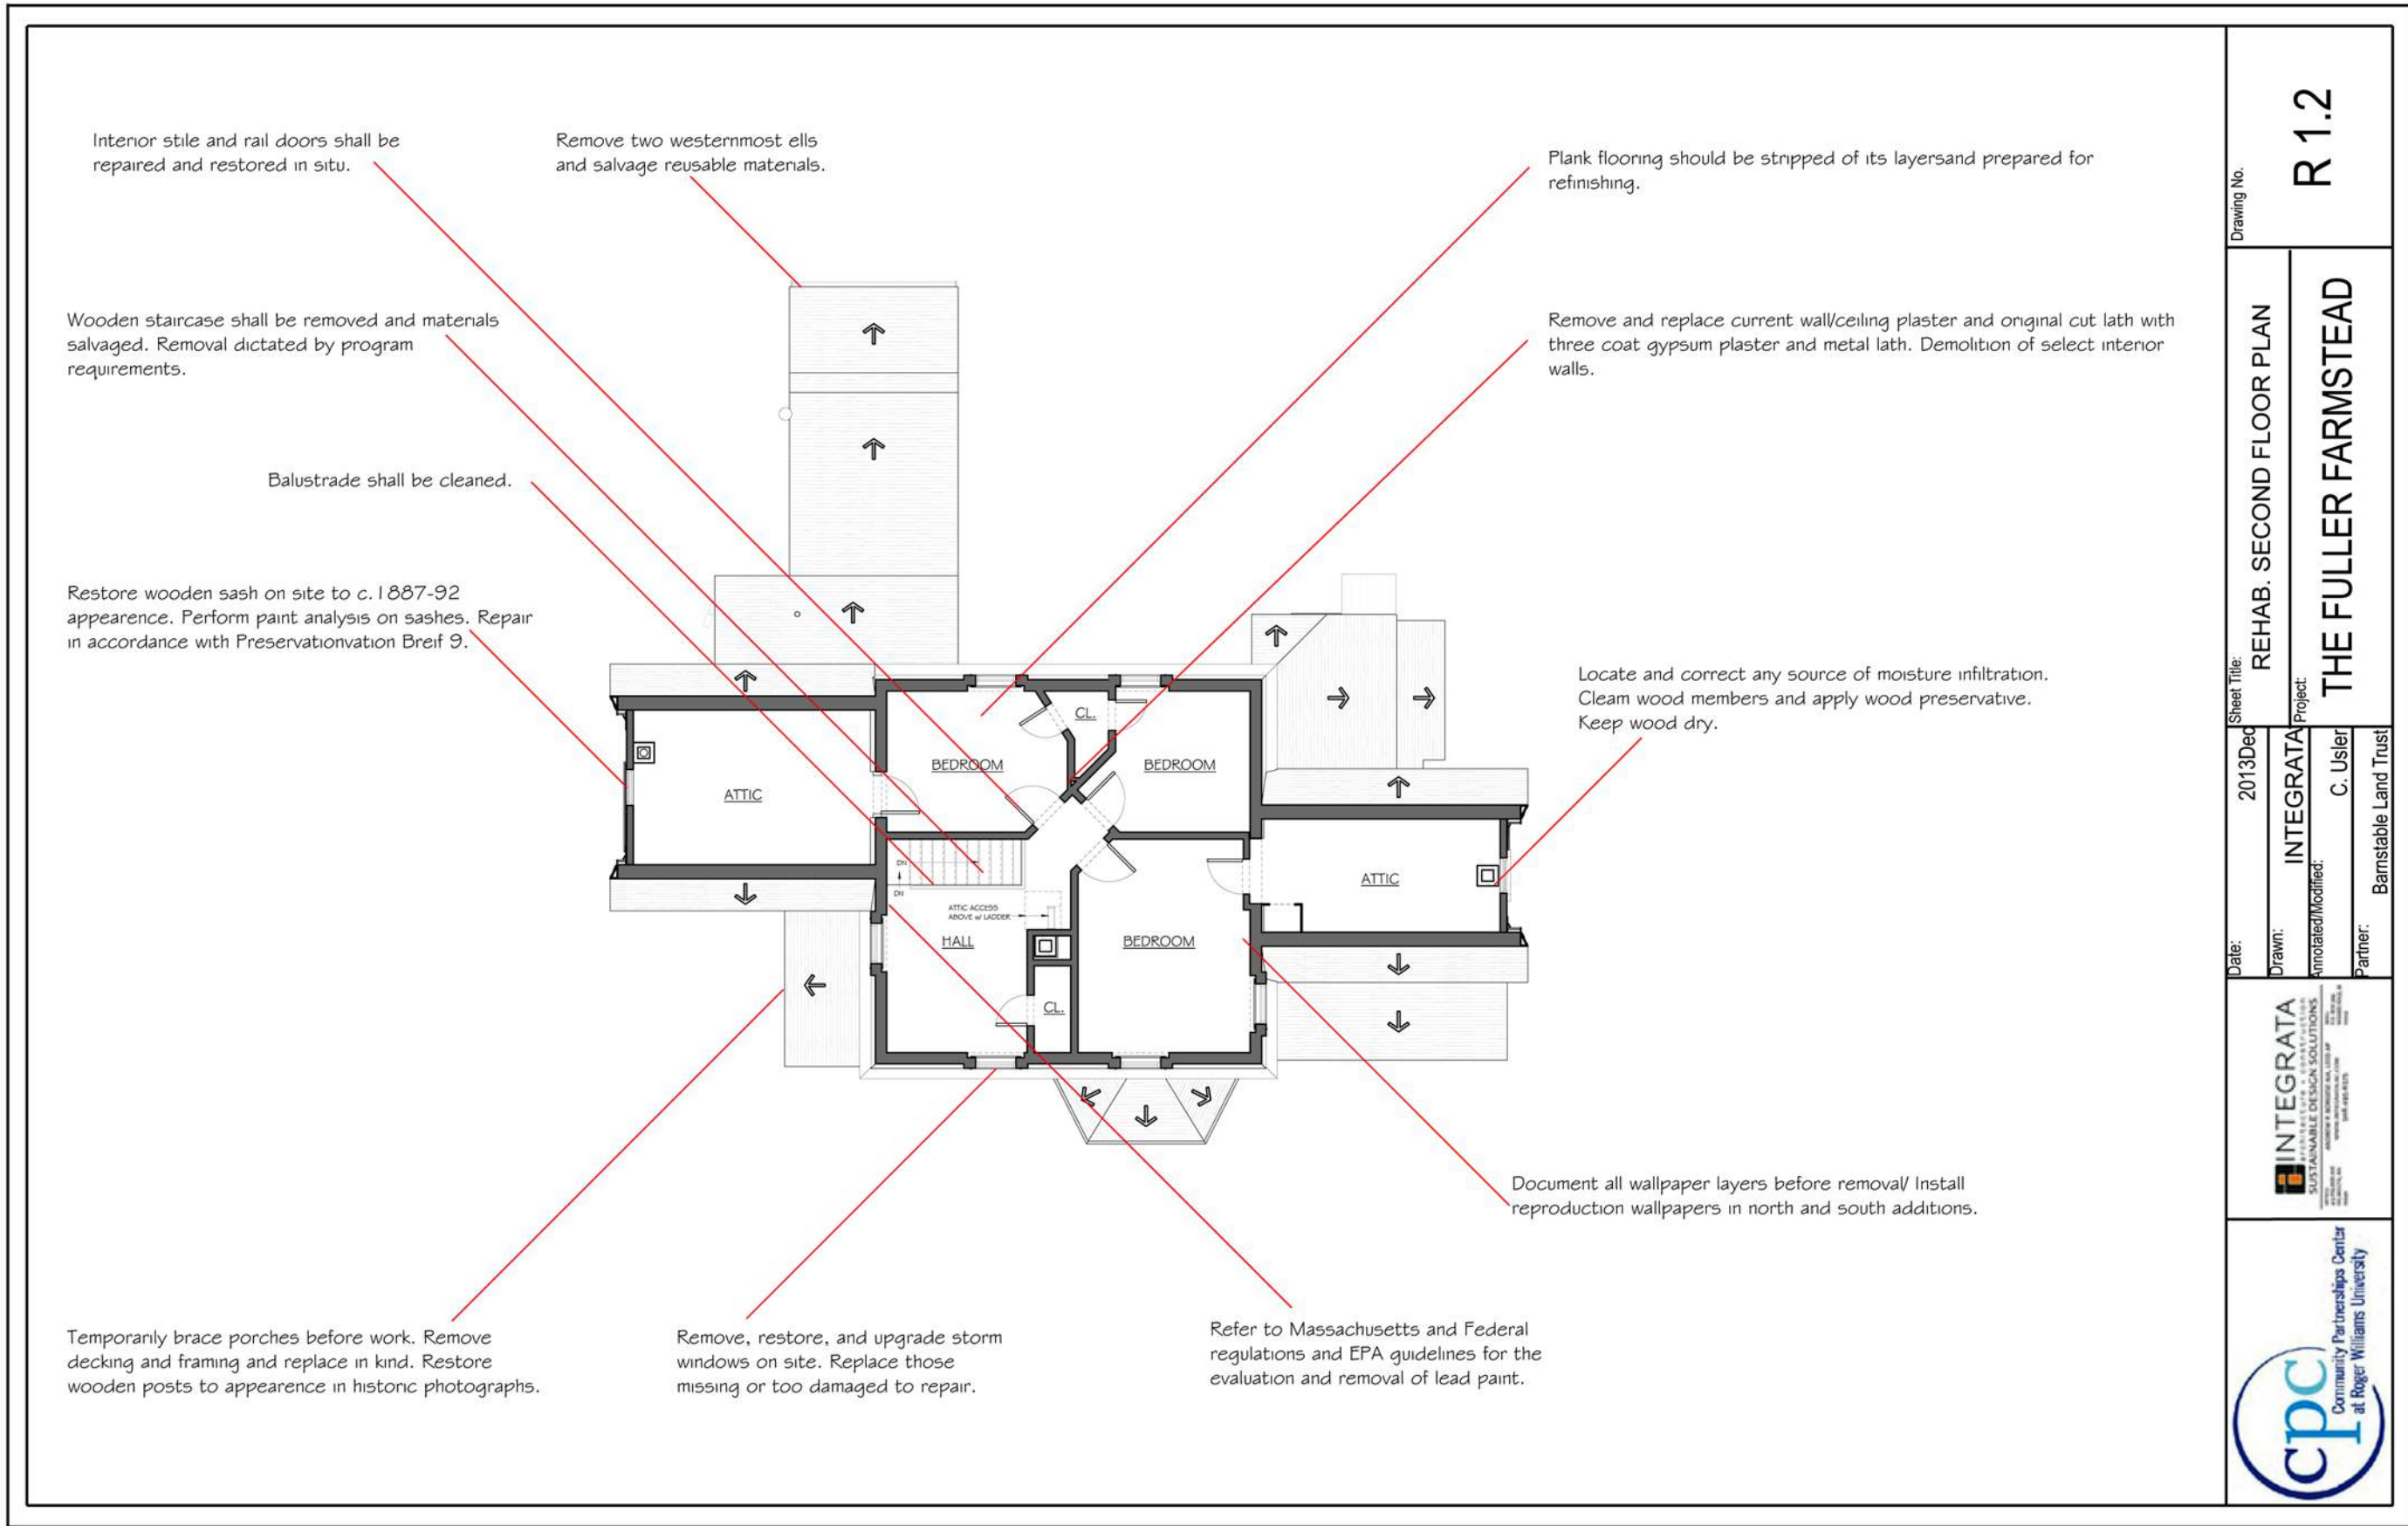 Interior stile and rail doors shall be
repaired and restored in situ.
Remove two westernmost ells
and salvage reusable materials.
Plank flooring should be stripped of its layersand prepared for
refinishing.
Wooden staircase shall be removed and materials
salvaged. Removal dictated by program
requirements.
Remove and replace current wall/ceiling plaster and original cut lath with
three coat gypsum plaster and metal lath. Demolition of select interior
walls.
Balustrade shall be cleaned.
Restore wooden sash on site to c.1887-92
appearence. Perform paint analysis on sashes. Repair
in accordance with Preservationvation Breif 9.
Locate and correct any source of moisture infiltration.
Cleam wood members and apply wood preservative.
Keep wood dry.
CL.
BEDROOM
BEDROOM
ATTIC
DN
DN
ATTIC
ATTIC ACCESS
ABOVE w/ LADDER
HALL
BEDROOM
CL.
Document all wallpaper layers before removal/ Install
reproduction wallpapers in north and south additions.
Temporarily brace porches before work. Remove
decking and framing and replace in kind. Restore
wooden posts to appearence in historic photographs.
Remove, restore, and upgrade storm
windows on site. Replace those
missing or too damaged to repair.
Refer to Massachusetts and Federal
regulations and EPA guidelines for the
evaluation and removal of lead paint.
Drawing No.
R 1.2
Sheet Title:
REHAB. SECOND FLOOR PLAN
Project:
THE FULLER FARMSTEAD
Date:
2013Dec
Drawn:
INTEGRATA
Annotated/Modified:
C. Usler
Partner:
Barnstable Land Trust
INTEGRATA
architecture + construction
SUSTAINABLE DESIGN SOLUTIONS
cpc
Community Partnerships Center
at Roger Williams University